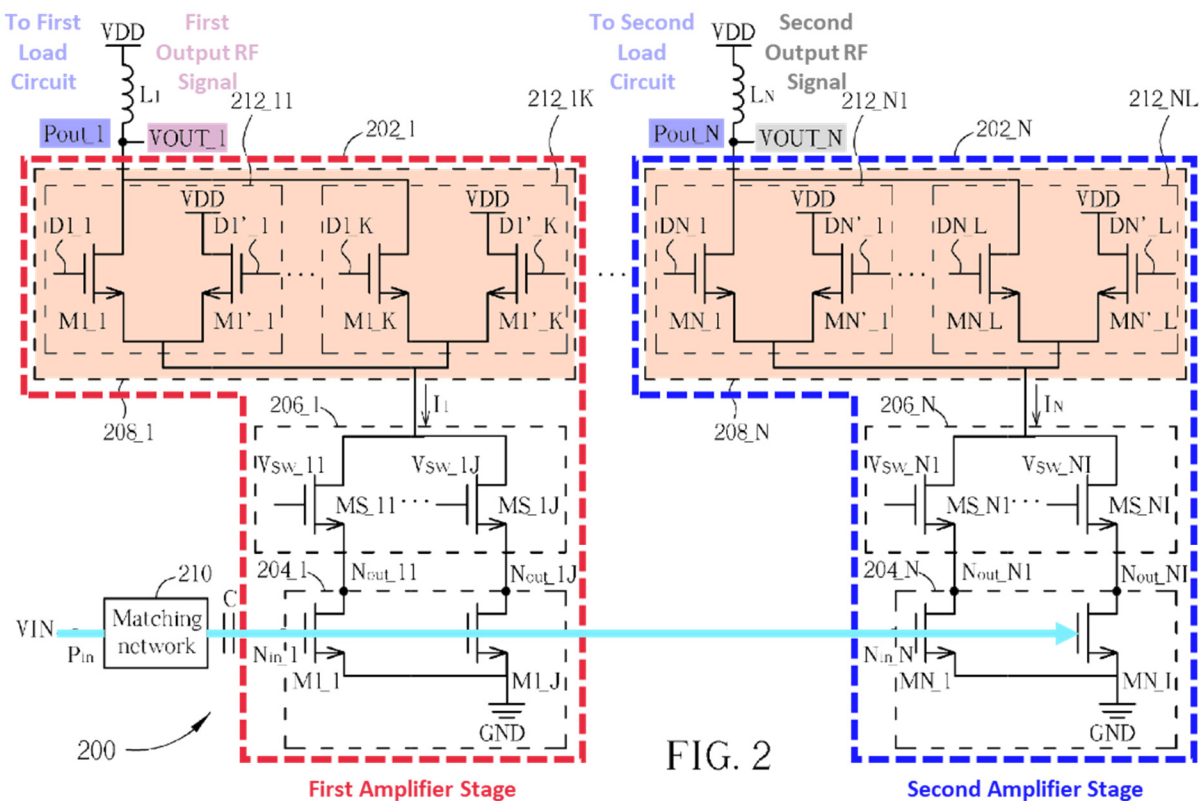 To First
Load
Circuit
VDD
First
Output RF
Signal
L1
Pout_1
VOUT_1
212_11
202_1
212_1K
To Second
Load
Circuit
VDD
Second
Output RF
Signal
LN
Pout_N
VOUT_N
212_N1
202_N
212_NL
D1_1
VDD
D1'_1
D1_K
VDD
D1'_K
M1_1
M1'_1
M1_K
M1'_K
DN_1
VDD
DN'_1
DN_L
VDD
DN'_L
MN_1
MN'_1
MN_L
MN'_L
208_1
206_1
I1
208_N
206_N
IN
VSW_11
VSW_1J
MS_11
MS_1J
VSW_N1
VSW_NI
MS_N1
MS_NI
210
204_1
Nout_11
Nout_1J
204_N
Nout_N1
Nout_NI
VIN
Pin
Matching
network
C
Nin_1
M1_1
M1_J
GND
Nin_N
MN_1
MN_I
GND
200
FIG. 2
First Amplifier Stage
Second Amplifier Stage